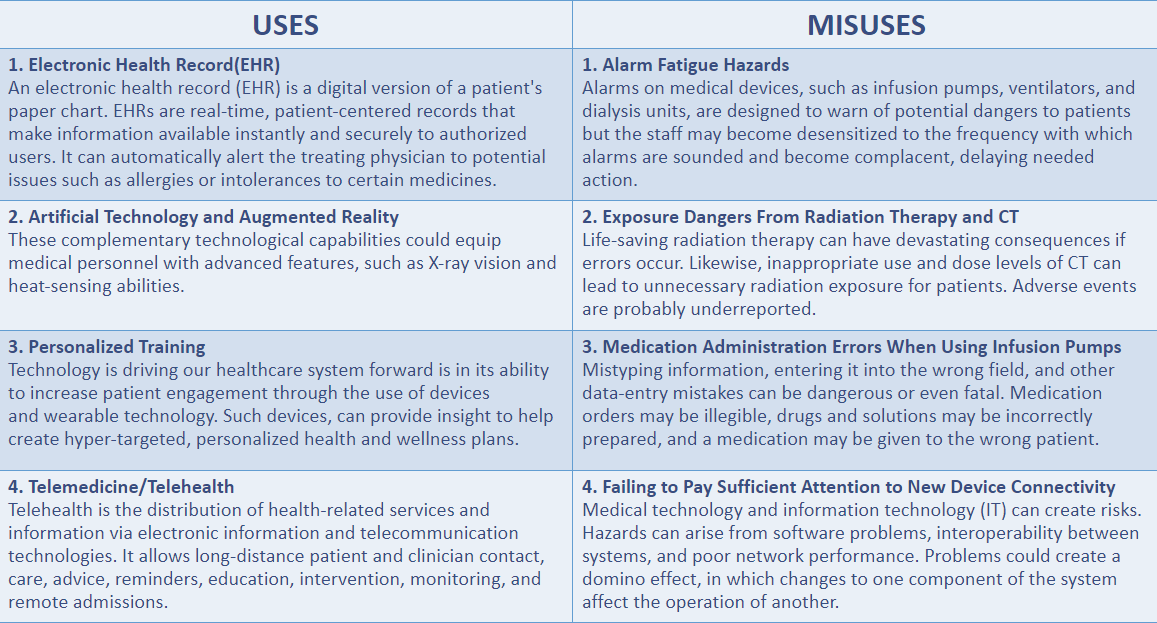 USES
MISUSES
1. Electronic Health Record(EHR)
An electronic health record (EHR) is a digital version of a patient's
paper chart. EHRs are real-time, patient-centered records that
make information available instantly and securely to authorized
users. It can automatically alert the treating physician to potential
issues such as allergies or intolerances to certain medicines.
1. Alarm Fatigue Hazards
Alarms on medical devices, such as infusion pumps, ventilators, and
dialysis units, are designed to warn of potential dangers to patients
but the staff may become desensitized to the frequency with which
alarms are sounded and become complacent, delaying needed
action.
2. Artificial Technology and Augmented Reality
These complementary technological capabilities could equip
medical personnel with advanced features, such as X-ray vision and
heat-sensing abilities.
2. Exposure Dangers From Radiation Therapy and CT
Life-saving radiation therapy can have devastating consequences if
errors occur. Likewise, inappropriate use and dose levels of CT can
lead to unnecessary radiation exposure for patients. Adverse events
are probably underreported.
3. Personalized Training
Technology is driving our healthcare system forward is in its ability
to increase patient engagement through the use of devices
and wearable technology. Such devices, can provide insight to help
create hyper-targeted, personalized health and wellness plans.
3. Medication Administration Errors When Using Infusion Pumps
Mistyping information, entering it into the wrong field, and other
data-entry mistakes can be dangerous or even fatal. Medication
orders may be illegible, drugs and solutions may be incorrectly
prepared, and a medication may be given to the wrong patient.
4. Telemedicine/Telehealth
Telehealth is the distribution of health-related services and
information via electronic information and telecommunication
technologies. It allows long-distance patient and clinician contact,
care, advice, reminders, education, intervention, monitoring, and
remote admissions.
4. Failing to Pay Sufficient Attention to New Device Connectivity
Medical technology and information technology (IT) can create risks.
Hazards can arise from software problems, interoperability between
systems, and poor network performance. Problems could create a
domino effect, in which changes to one component of the system
affect the operation of another.